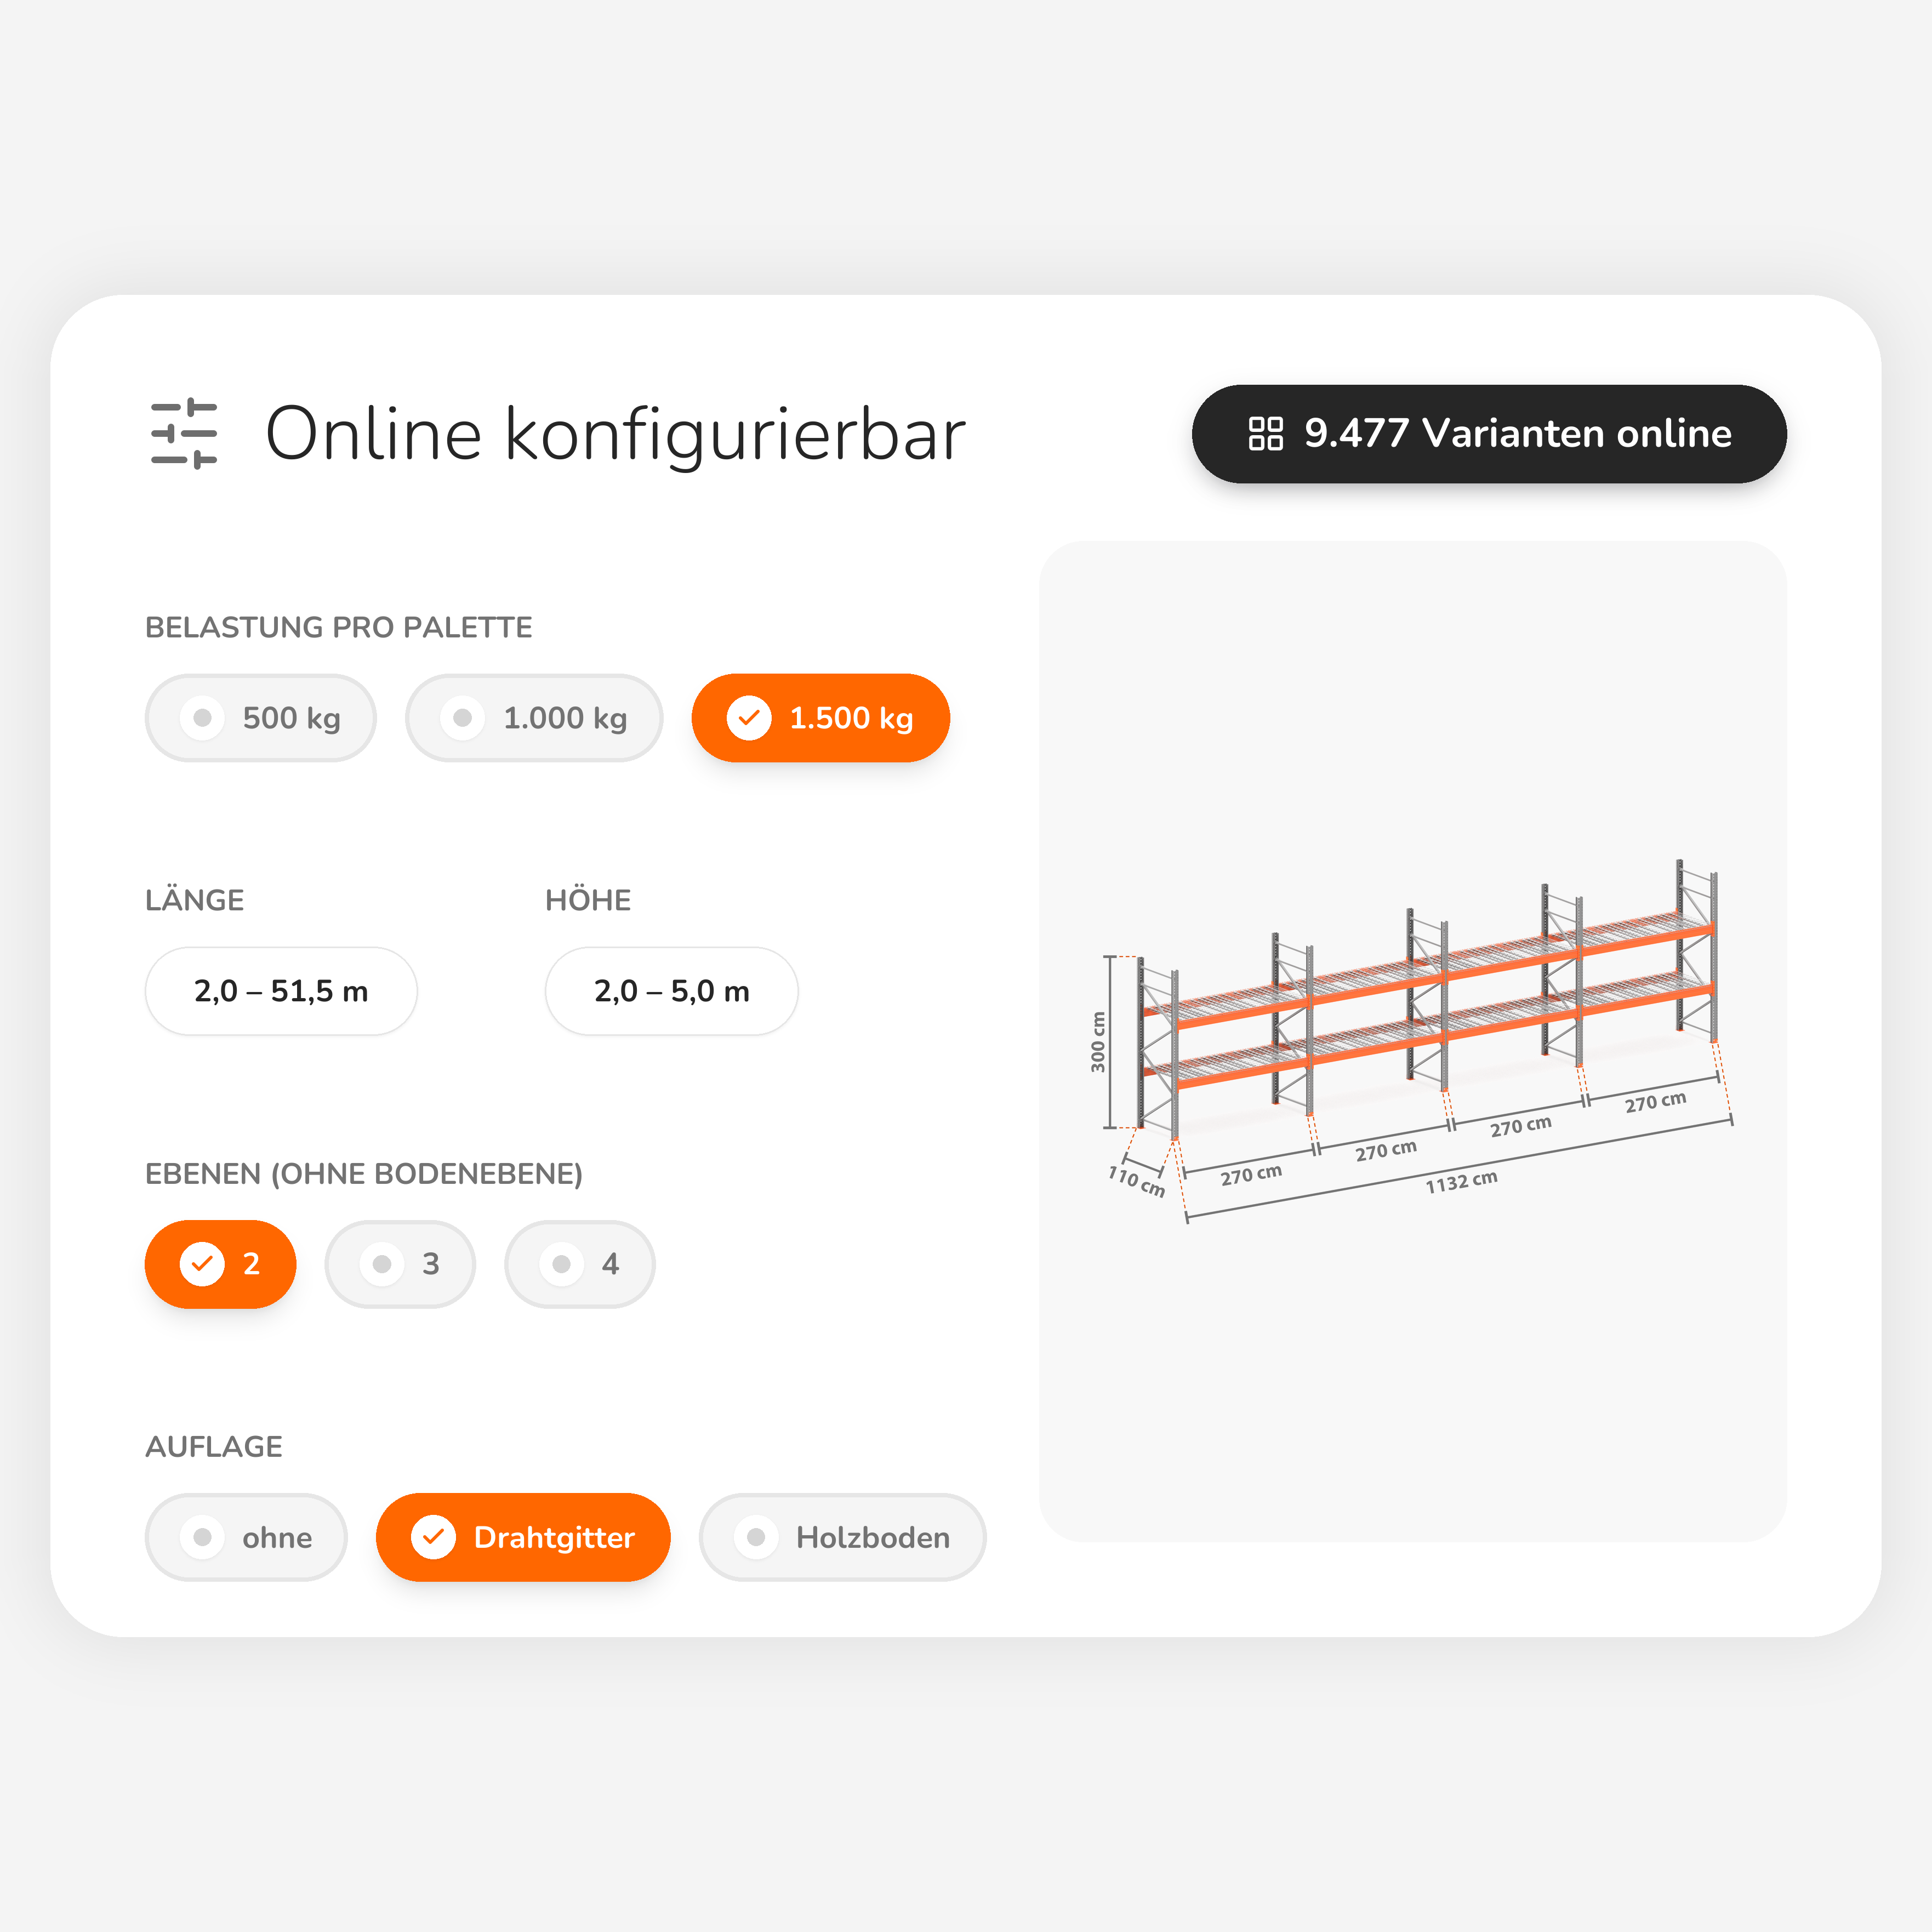 Online konfigurierbar
9.477 Varianten online
BELASTUNG PRO PALETTE
500 kg
1.000 kg
1.500 kg
LÄNGE
HÖHE
2,0 – 51,5 m
2,0 – 5,0 m
EBENEN (OHNE BODENEBENE)
2
3
4
AUFLAGE
ohne
Drahtgitter
Holzboden
300 cm
110 cm
270 cm
270 cm
270 cm
270 cm
1132 cm